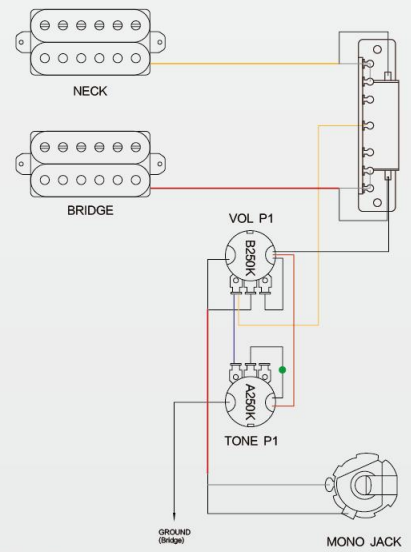 NECK
BRIDGE
VOL P1
B250K
A250K
TONE P1
GROUND
(Bridge)
MONO JACK